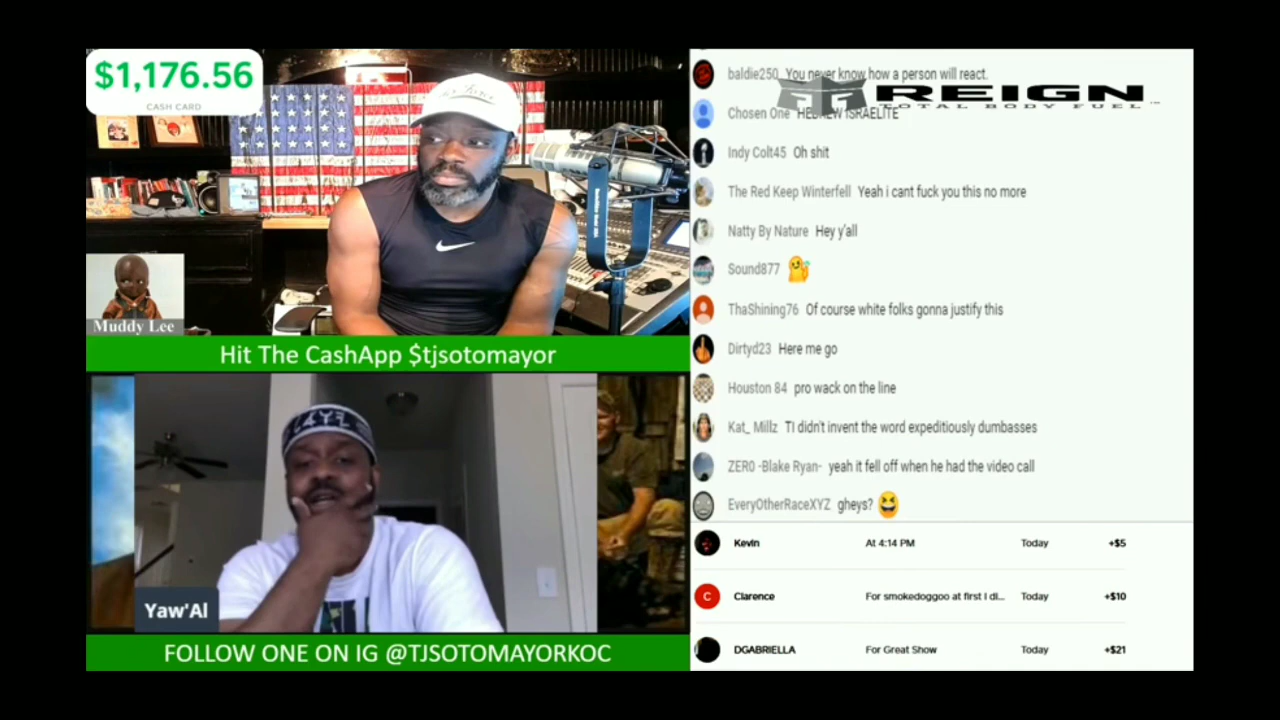 $1,176.56
CASH CARD
Muddy Lee
Hit The CashApp $tjsotomayor
Yaw'Al
FOLLOW ONE ON IG @TJSOTOMAYORKOC
baldie250 You never know how a person will react.
REIGN
TOTAL BODY FUEL
Chosen One HEBREW ISRAELITE
Indy Colt45 Oh shit
The Red Keep Winterfell Yeah i cant fuck you this no more
Natty By Nature Hey y'all
Sound877
ThaShining76 Of course white folks gonna justify this
Dirtyd23 Here me go
Houston 84 pro wack on the line
Kat_ Millz TI didn't invent the word expeditiously dumbasses
ZER0 -Blake Ryan- yeah it fell off when he had the video call
EveryOtherRaceXYZ gheys?
Kevin At 4:14 PM Today +$5
C Clarence For smokedoggoo at first I di... Today +$10
DGABRIELLA For Great Show Today +$21